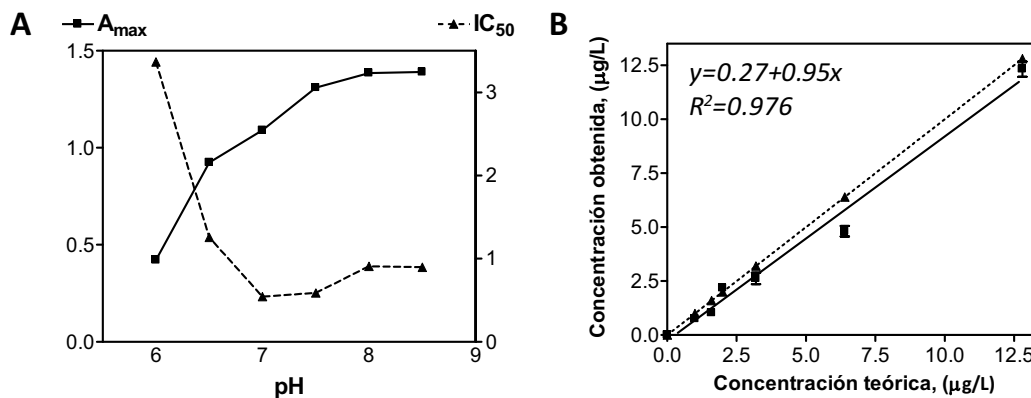 A
A_max
IC_50
1.5
1.0
0.5
0.0
3
2
1
0
6
7
8
9
pH
B
y=0.27+0.95x
R²=0.976
Concentración obtenida, (µg/L)
12.5
10.0
7.5
5.0
2.5
0.0
0.0
2.5
5.0
7.5
10.0
12.5
Concentración teórica, (µg/L)